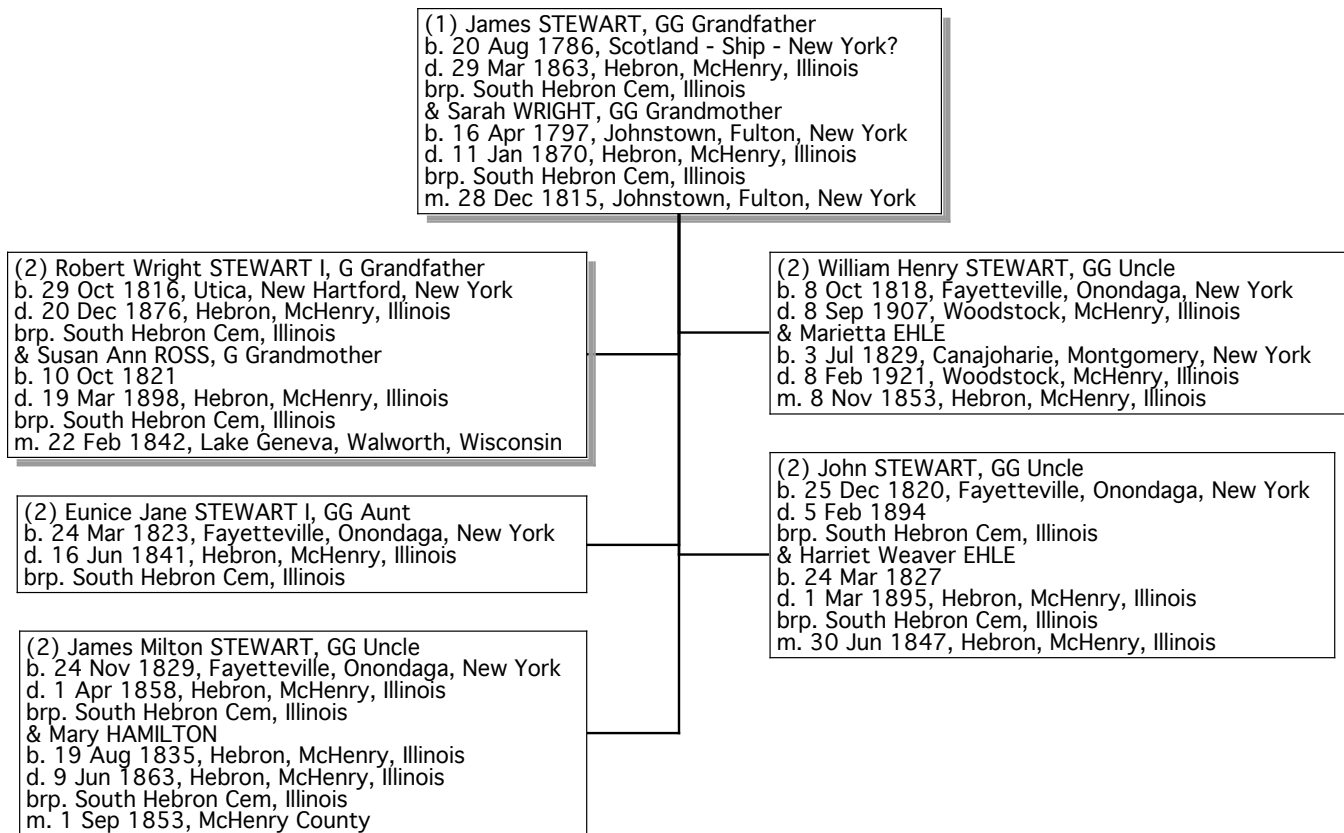 (1) James STEWART, GG Grandfather
b. 20 Aug 1786, Scotland - Ship - New York?
d. 29 Mar 1863, Hebron, McHenry, Illinois
brp. South Hebron Cem, Illinois
& Sarah WRIGHT, GG Grandmother
b. 16 Apr 1797, Johnstown, Fulton, New York
d. 11 Jan 1870, Hebron, McHenry, Illinois
brp. South Hebron Cem, Illinois
m. 28 Dec 1815, Johnstown, Fulton, New York
(2) Robert Wright STEWART I, G Grandfather
b. 29 Oct 1816, Utica, New Hartford, New York
d. 20 Dec 1876, Hebron, McHenry, Illinois
brp. South Hebron Cem, Illinois
& Susan Ann ROSS, G Grandmother
b. 10 Oct 1821
d. 19 Mar 1898, Hebron, McHenry, Illinois
brp. South Hebron Cem, Illinois
m. 22 Feb 1842, Lake Geneva, Walworth, Wisconsin
(2) William Henry STEWART, GG Uncle
b. 8 Oct 1818, Fayetteville, Onondaga, New York
d. 8 Sep 1907, Woodstock, McHenry, Illinois
& Marietta EHLE
b. 3 Jul 1829, Canajoharie, Montgomery, New York
d. 8 Feb 1921, Woodstock, McHenry, Illinois
m. 8 Nov 1853, Hebron, McHenry, Illinois
(2) John STEWART, GG Uncle
b. 25 Dec 1820, Fayetteville, Onondaga, New York
d. 5 Feb 1894
brp. South Hebron Cem, Illinois
& Harriet Weaver EHLE
b. 24 Mar 1827
d. 1 Mar 1895, Hebron, McHenry, Illinois
brp. South Hebron Cem, Illinois
m. 30 Jun 1847, Hebron, McHenry, Illinois
(2) Eunice Jane STEWART I, GG Aunt
b. 24 Mar 1823, Fayetteville, Onondaga, New York
d. 16 Jun 1841, Hebron, McHenry, Illinois
brp. South Hebron Cem, Illinois
(2) James Milton STEWART, GG Uncle
b. 24 Nov 1829, Fayetteville, Onondaga, New York
d. 1 Apr 1858, Hebron, McHenry, Illinois
brp. South Hebron Cem, Illinois
& Mary HAMILTON
b. 19 Aug 1835, Hebron, McHenry, Illinois
d. 9 Jun 1863, Hebron, McHenry, Illinois
brp. South Hebron Cem, Illinois
m. 1 Sep 1853, McHenry County